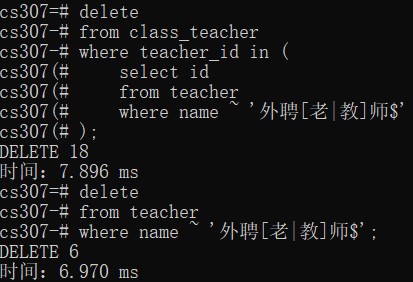 cs307=# delete
cs307-# from class_teacher
cs307-# where teacher_id in (
cs307(#     select id
cs307(#     from teacher
cs307(#     where name ~ '外聘[老|教]师$'
cs307(# );
DELETE 18
时间：7.896 ms
cs307=# delete
cs307-# from teacher
cs307-# where name ~ '外聘[老|教]师$';
DELETE 6
时间：6.970 ms